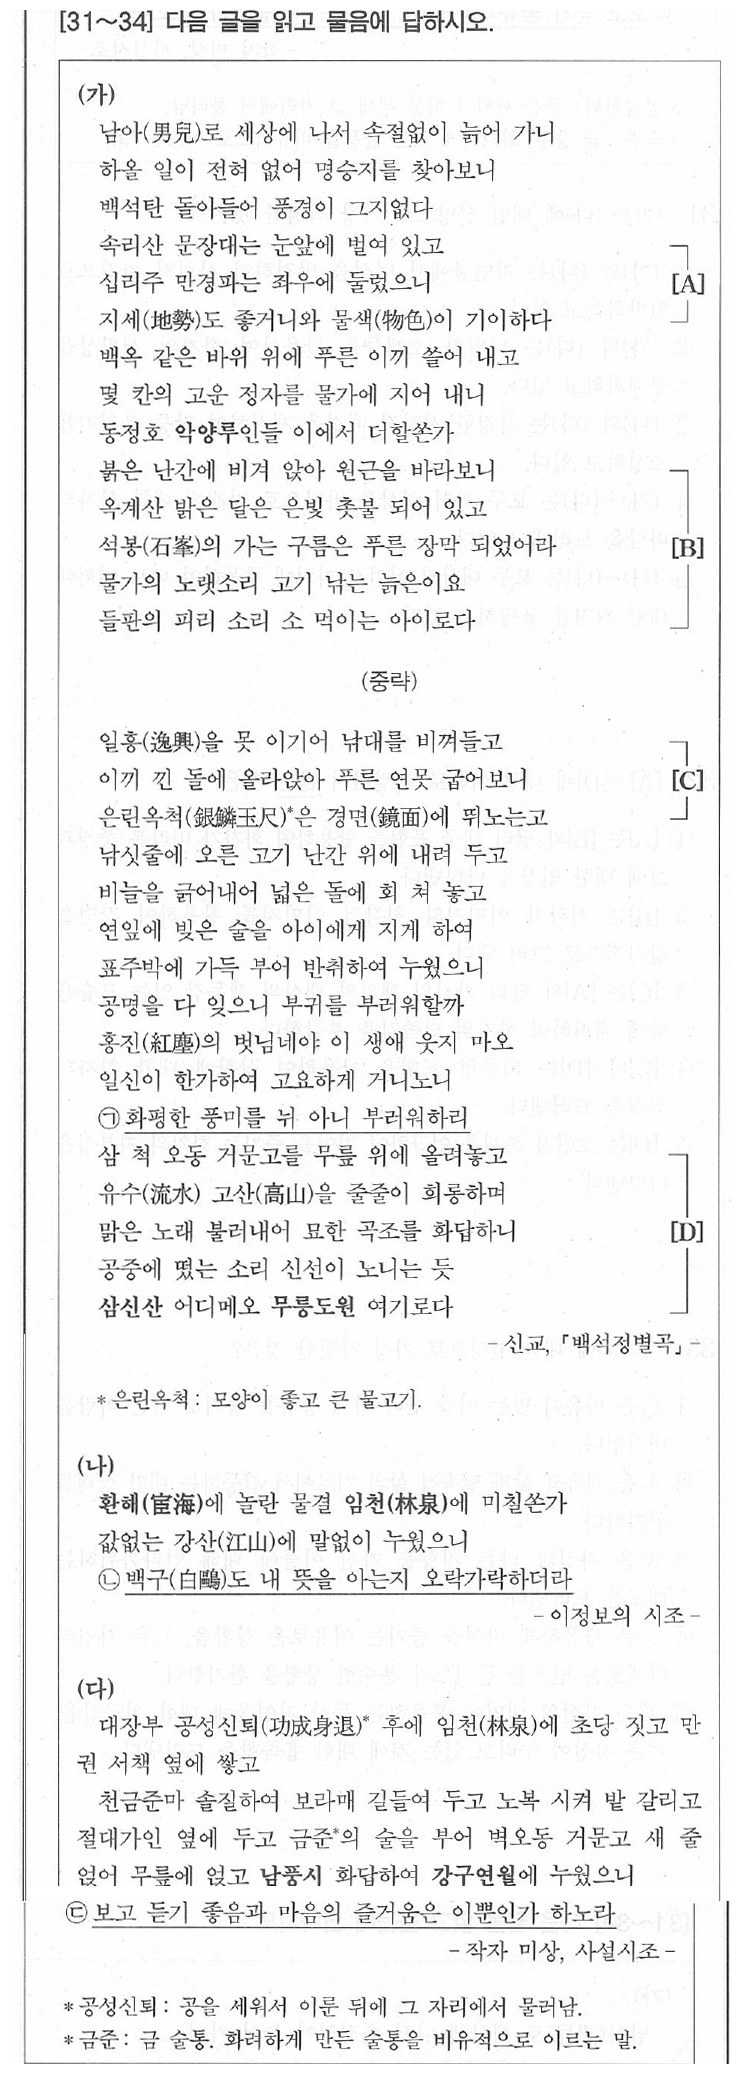 [31~34] 다음 글을 읽고 물음에 답하시오.
(가)
남아(男兒)로 세상에 나서 속절없이 늙어 가니
하올 일이 전혀 없어 명승지를 찾아보니
백석탄 돌아들어 풍경이 그지없다
속리산 문장대는 눈앞에 벌여 있고
십리주 만경파는 좌우에 둘렀으니
[A]
지세(地勢)도 좋거니와 물색(物色)이 기이하다
백옥 같은 바위 위에 푸른 이끼 쓸어 내고
몇 칸의 고운 정자를 물가에 지어 내니
동정호 악양루인들 이에서 더할쏜가
붉은 난간에 비겨 앉아 원근을 바라보니
옥계산 밝은 달은 은빛 촛불 되어 있고
석봉(石峯)의 가는 구름은 푸른 장막 되었어라
[B]
물가의 노랫소리 고기 낚는 늙은이요
들판의 피리 소리 소 먹이는 아이로다
(중략)
일흥(逸興)을 못 이기어 낚대를 비껴들고
이끼 낀 돌에 올라앉아 푸른 연못 굽어보니
[C]
은린옥척(銀鱗玉尺)*은 경면(鏡面)에 뛰노는고
낚싯줄에 오른 고기 난간 위에 내려 두고
비늘을 긁어내어 넓은 돌에 회 쳐 놓고
연잎에 빚은 술을 아이에게 지게 하여
표주박에 가득 부어 반취하여 누웠으니
공명을 다 잊으니 부귀를 부러워할까
홍진(紅塵)의 벗님네야 이 생애 웃지 마오
일신이 한가하여 고요하게 거니노니
㉠화평한 풍미를 뉘 아니 부러워하리
삼 척 오동 거문고를 무릎 위에 올려놓고
유수(流水) 고산(高山)을 줄줄이 희롱하며
맑은 노래 불러내어 묘한 곡조를 화답하니
[D]
공중에 떴는 소리 신선이 노니는 듯
삼신산 어디메오 무릉도원 여기로다
- 신교, 「백석정별곡」 -
* 은린옥척 : 모양이 좋고 큰 물고기.
(나)
환해(宦海)에 놀란 물결 임천(林泉)에 미칠쏜가
값없는 강산(江山)에 말없이 누웠으니
㉡백구(白鷗)도 내 뜻을 아는지 오락가락하더라
- 이정보의 시조 -
(다)
대장부 공성신퇴(功成身退)* 후에 임천(林泉)에 초당 짓고 만
권 서책 옆에 쌓고
천금준마 솔질하여 보라매 길들여 두고 노복 시켜 밭 갈리고
절대가인 옆에 두고 금준*의 술을 부어 벽오동 거문고 새 줄
얹어 무릎에 얹고 남풍시 화답하여 강구연월에 누웠으니
㉢보고 듣기 좋음과 마음의 즐거움은 이뿐인가 하노라
- 작자 미상, 사설시조 -
* 공성신퇴 : 공을 세워서 이룬 뒤에 그 자리에서 물러남.
* 금준 : 금 술통. 화려하게 만든 술통을 비유적으로 이르는 말.